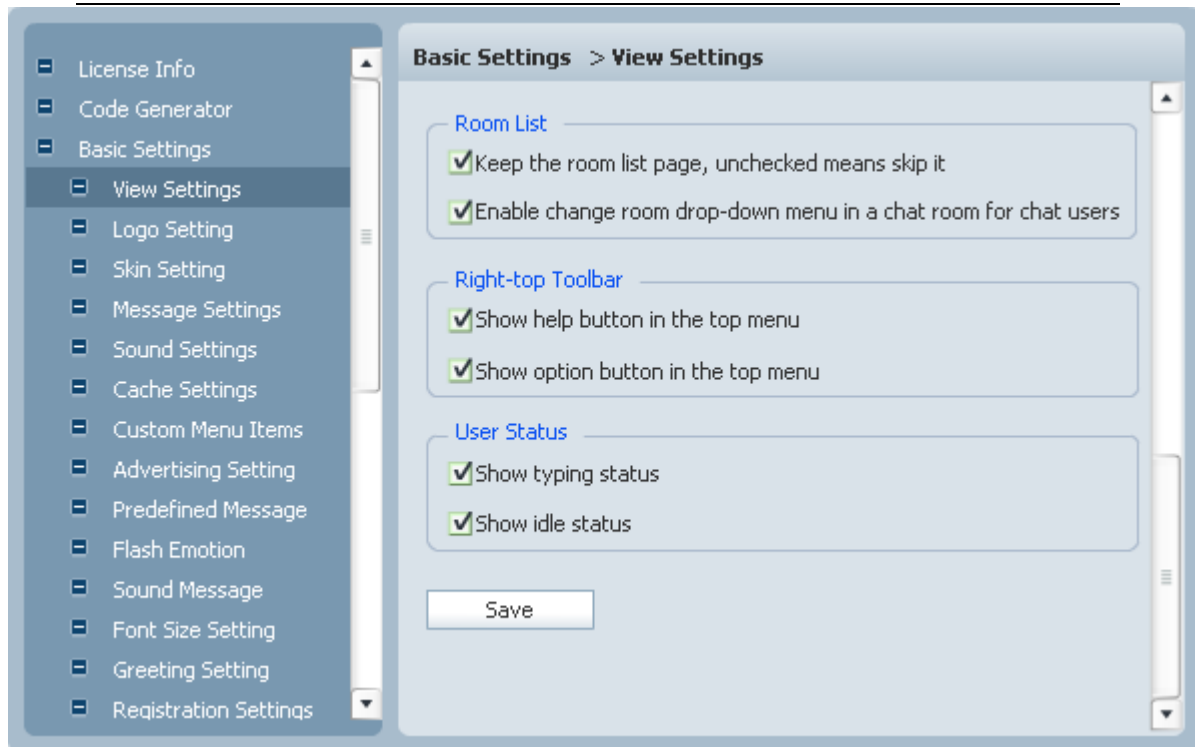 License Info
Code Generator
Basic Settings
View Settings
Logo Setting
Skin Setting
Message Settings
Sound Settings
Cache Settings
Custom Menu Items
Advertising Setting
Predefined Message
Flash Emotion
Sound Message
Font Size Setting
Greeting Setting
Registration Settings
Basic Settings > View Settings
Room List
Keep the room list page, unchecked means skip it
Enable change room drop-down menu in a chat room for chat users
Right-top Toolbar
Show help button in the top menu
Show option button in the top menu
User Status
Show typing status
Show idle status
Save